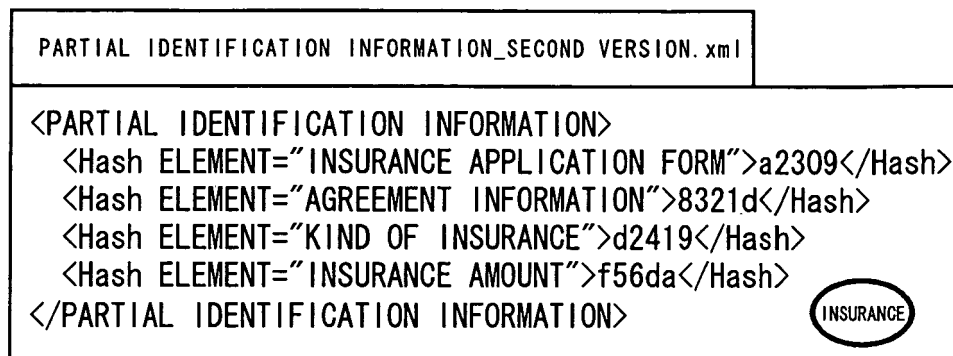 PARTIAL IDENTIFICATION INFORMATION_SECOND VERSION.xml
<PARTIAL IDENTIFICATION INFORMATION>
<Hash ELEMENT="INSURANCE APPLICATION FORM">a2309</Hash>
<Hash ELEMENT="AGREEMENT INFORMATION">8321d</Hash>
<Hash ELEMENT="KIND OF INSURANCE">d2419</Hash>
<Hash ELEMENT="INSURANCE AMOUNT">f56da</Hash>
</PARTIAL IDENTIFICATION INFORMATION>
INSURANCE